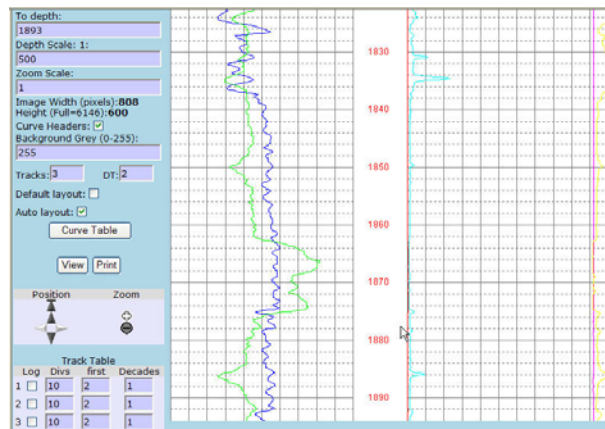 To depth:
1893
Depth Scale: 1:
500
Zoom Scale:
1
Image Width (pixels):808
Height (Full=6146):600
Curve Headers:
Background Grey (0-255):
255
Tracks: 3 DT: 2
Default layout:
Auto layout:
Curve Table
View Print
Position Zoom
Track Table
Log Divs first Decades
1 10 2 1
2 10 2 1
3 10 2 1
1830
1840
1850
1860
1870
1880
1890